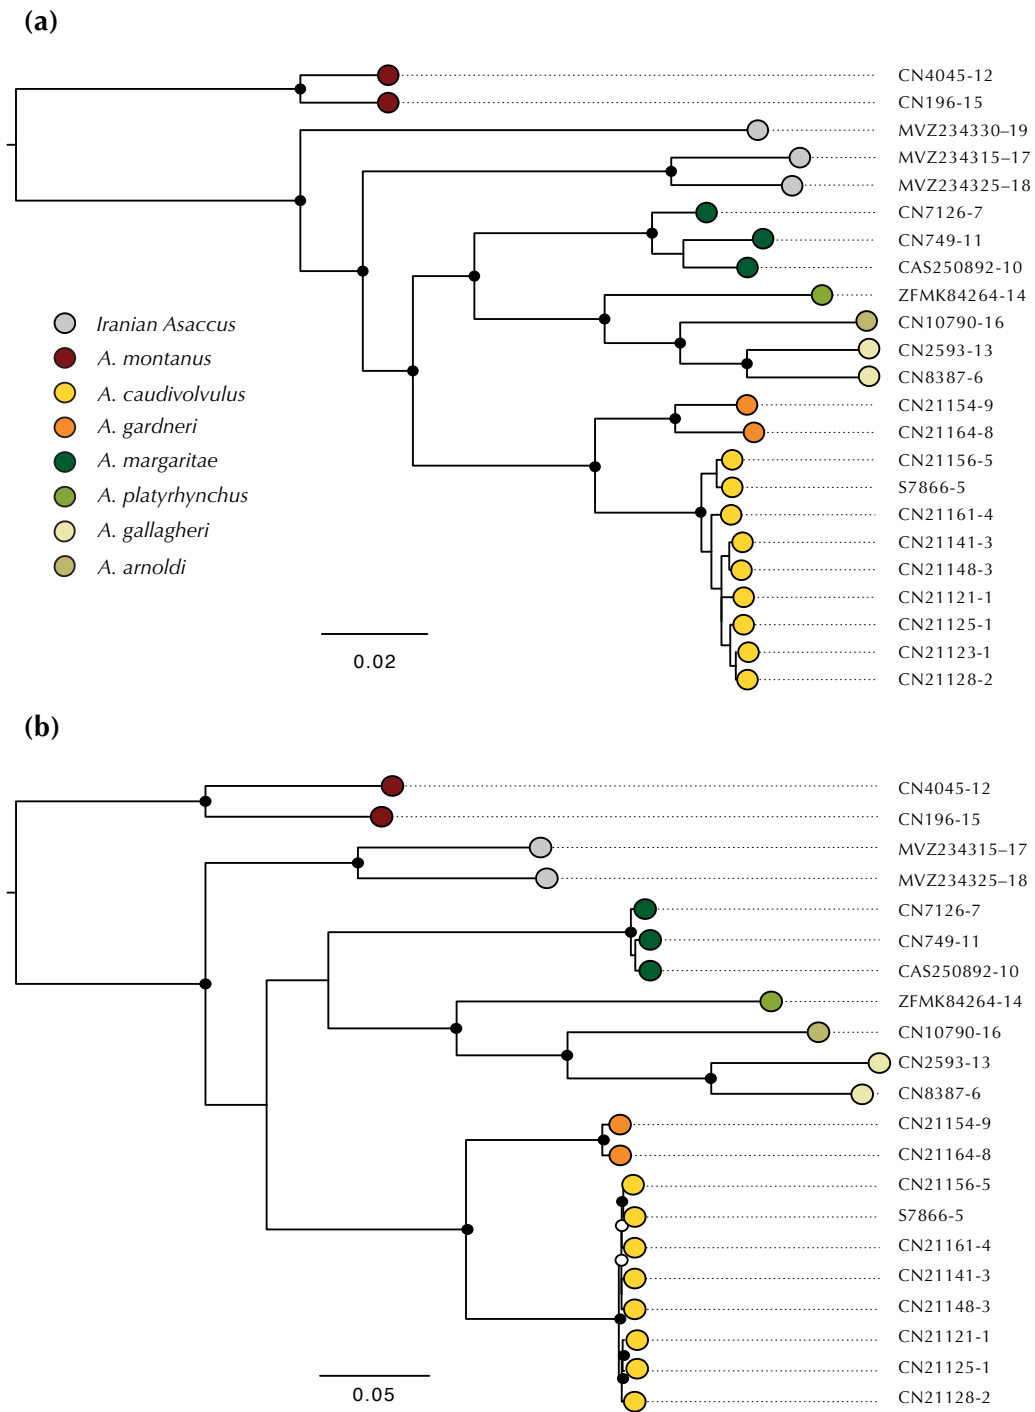 (a)
CN4045-12
CN196-15
MVZ234330–19
MVZ234315–17
MVZ234325–18
CN7126-7
CN749-11
CAS250892-10
ZFMK84264-14
CN10790-16
CN2593-13
CN8387-6
CN21154-9
CN21164-8
CN21156-5
S7866-5
CN21161-4
CN21141-3
CN21148-3
CN21121-1
CN21125-1
CN21123-1
CN21128-2
Iranian Asaccus
A. montanus
A. caudivolvulus
A. gardneri
A. margaritae
A. platyrhynchus
A. gallagheri
A. arnoldi
0.02
(b)
CN4045-12
CN196-15
MVZ234315–17
MVZ234325–18
CN7126-7
CN749-11
CAS250892-10
ZFMK84264-14
CN10790-16
CN2593-13
CN8387-6
CN21154-9
CN21164-8
CN21156-5
S7866-5
CN21161-4
CN21141-3
CN21148-3
CN21121-1
CN21125-1
CN21128-2
0.05